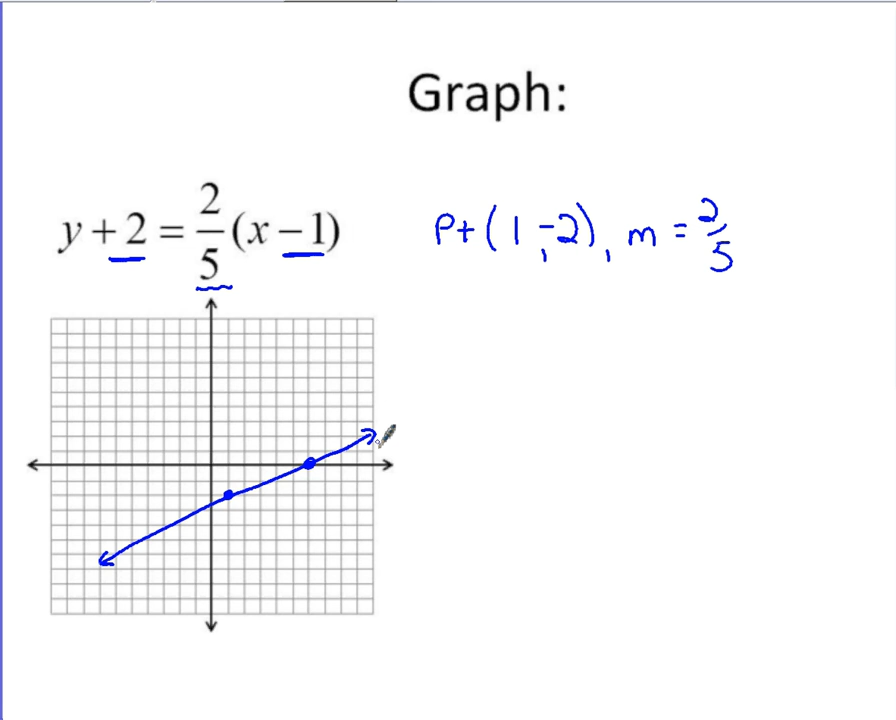 Graph:
y + 2 = 2/5 (x − 1)
Pt (1, -2), m = 2/5